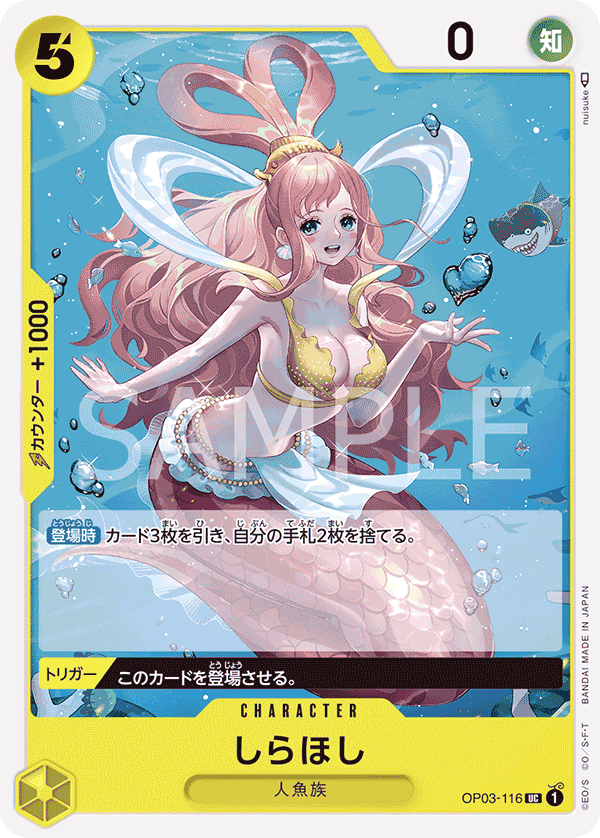 5
0
知
nuisuke
カウンター +1000
SAMPLE
登場時 カード3枚を引き、自分の手札2枚を捨てる。
トリガー このカードを登場させる。
CHARACTER
しらほし
人魚族
OP03-116 UC 1
©E.O/S ©O/S・F・T BANDAI MADE IN JAPAN